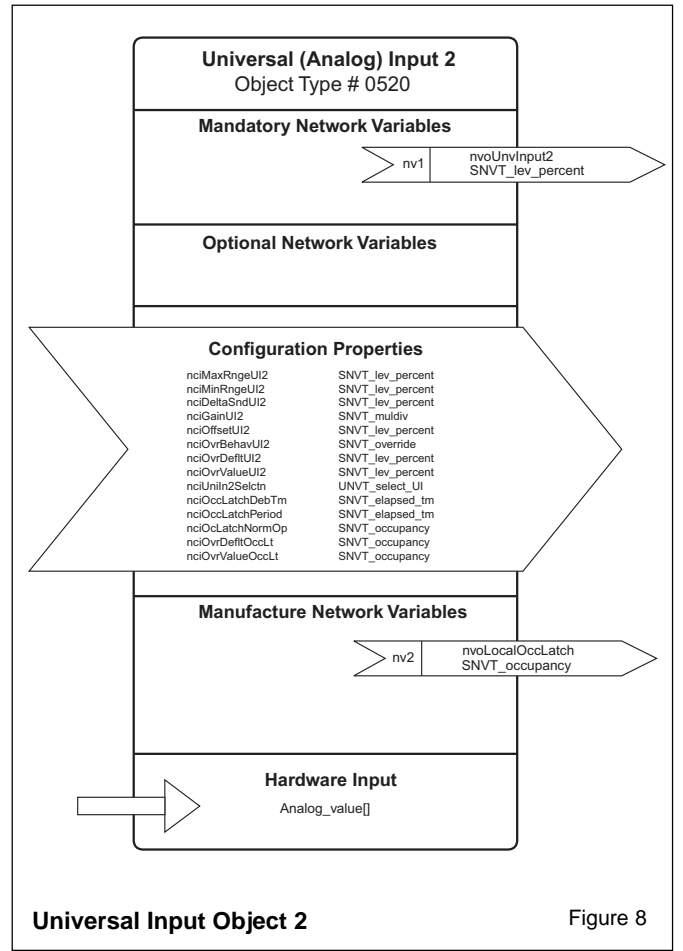 Universal (Analog) Input 2
Object Type # 0520
Mandatory Network Variables
nv1 nvoUnvInput2
SNVT_lev_percent
Optional Network Variables
Configuration Properties
nciMaxRngeUI2 SNVT_lev_percent
nciMinRngeUI2 SNVT_lev_percent
nciDeltaSndUI2 SNVT_lev_percent
nciGainUI2 SNVT_muldiv
nciOffsetUI2 SNVT_lev_percent
nciOvrBehavUI2 SNVT_override
nciOvrDefltUI2 SNVT_lev_percent
nciOvrValueUI2 SNVT_lev_percent
nciUniIn2Selctn UNVT_select_UI
nciOccLatchDebTm SNVT_elapsed_tm
nciOccLatchPeriod SNVT_elapsed_tm
nciOcLatchNormOp SNVT_occupancy
nciOvrDefltOccLt SNVT_occupancy
nciOvrValueOccLt SNVT_occupancy
Manufacture Network Variables
nv2 nvoLocalOccLatch
SNVT_occupancy
Hardware Input
Analog_value[]
Universal Input Object 2 Figure 8